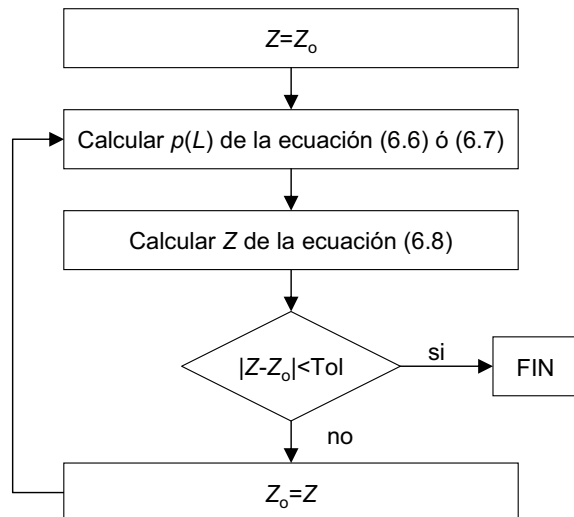 Z=Zo
Calcular p(L) de la ecuación (6.6) ó (6.7)
Calcular Z de la ecuación (6.8)
|Z-Zo|<Tol
si
FIN
no
Zo=Z